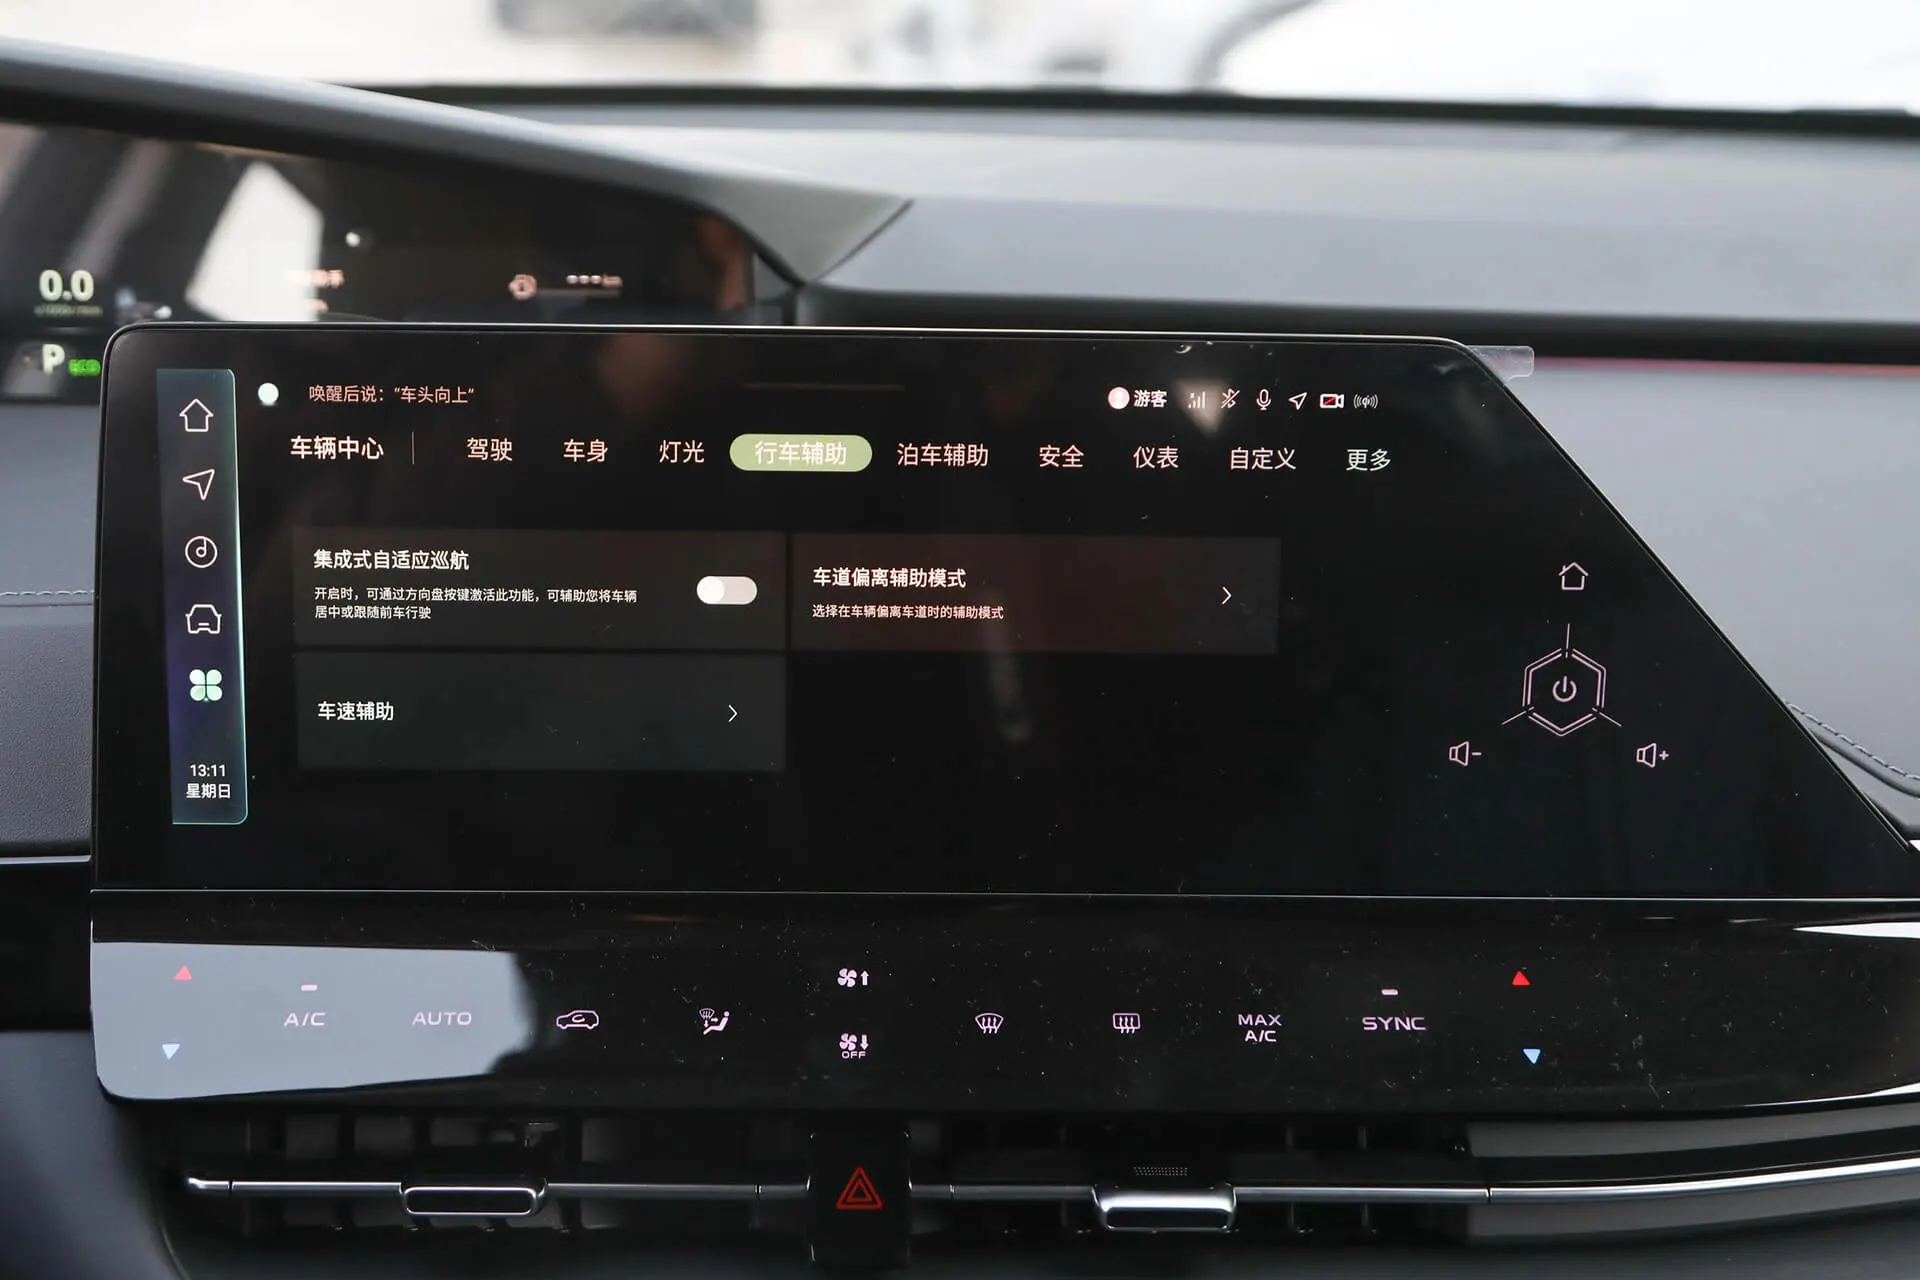 0.0
P
ECO
唤醒后说：“车头向上”
游客
车辆中心
驾驶
车身
灯光
行车辅助
泊车辅助
安全
仪表
自定义
更多
集成式自适应巡航
开启时，可通过方向盘按键激活此功能，可辅助您将车辆
居中或跟随前车行驶
车道偏离辅助模式
选择在车辆偏离车道时的辅助模式
车速辅助
13:11
星期日
A/C
AUTO
OFF
MAX
A/C
SYNC